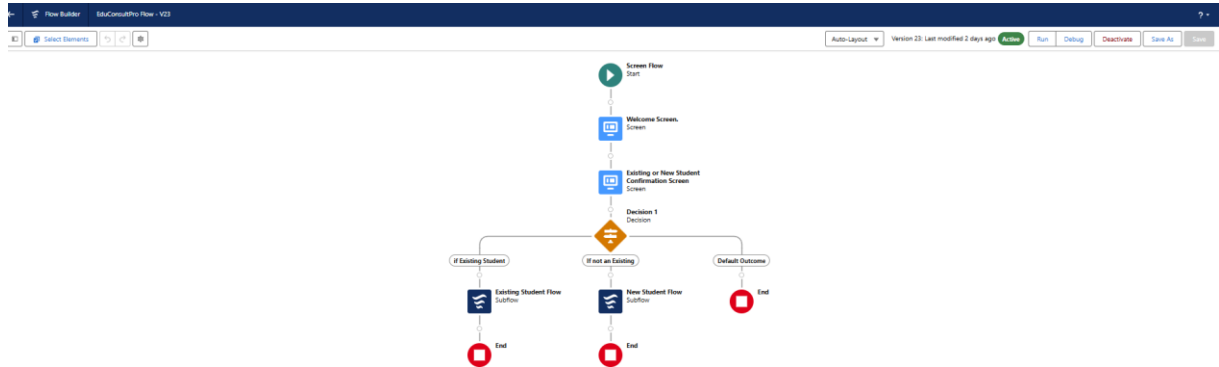 Flow Builder EduConsultPro Flow - V23 ?
Select Elements Auto-Layout Version 23: Last modified 2 days ago Active Run Debug Deactivate Save As Save
Screen Flow
Start
Welcome Screen.
Screen
Existing or New Student
Confirmation Screen
Screen
Decision 1
Decision
if Existing Student If not an Existing Default Outcome
Existing Student Flow New Student Flow End
Subflow Subflow
End End